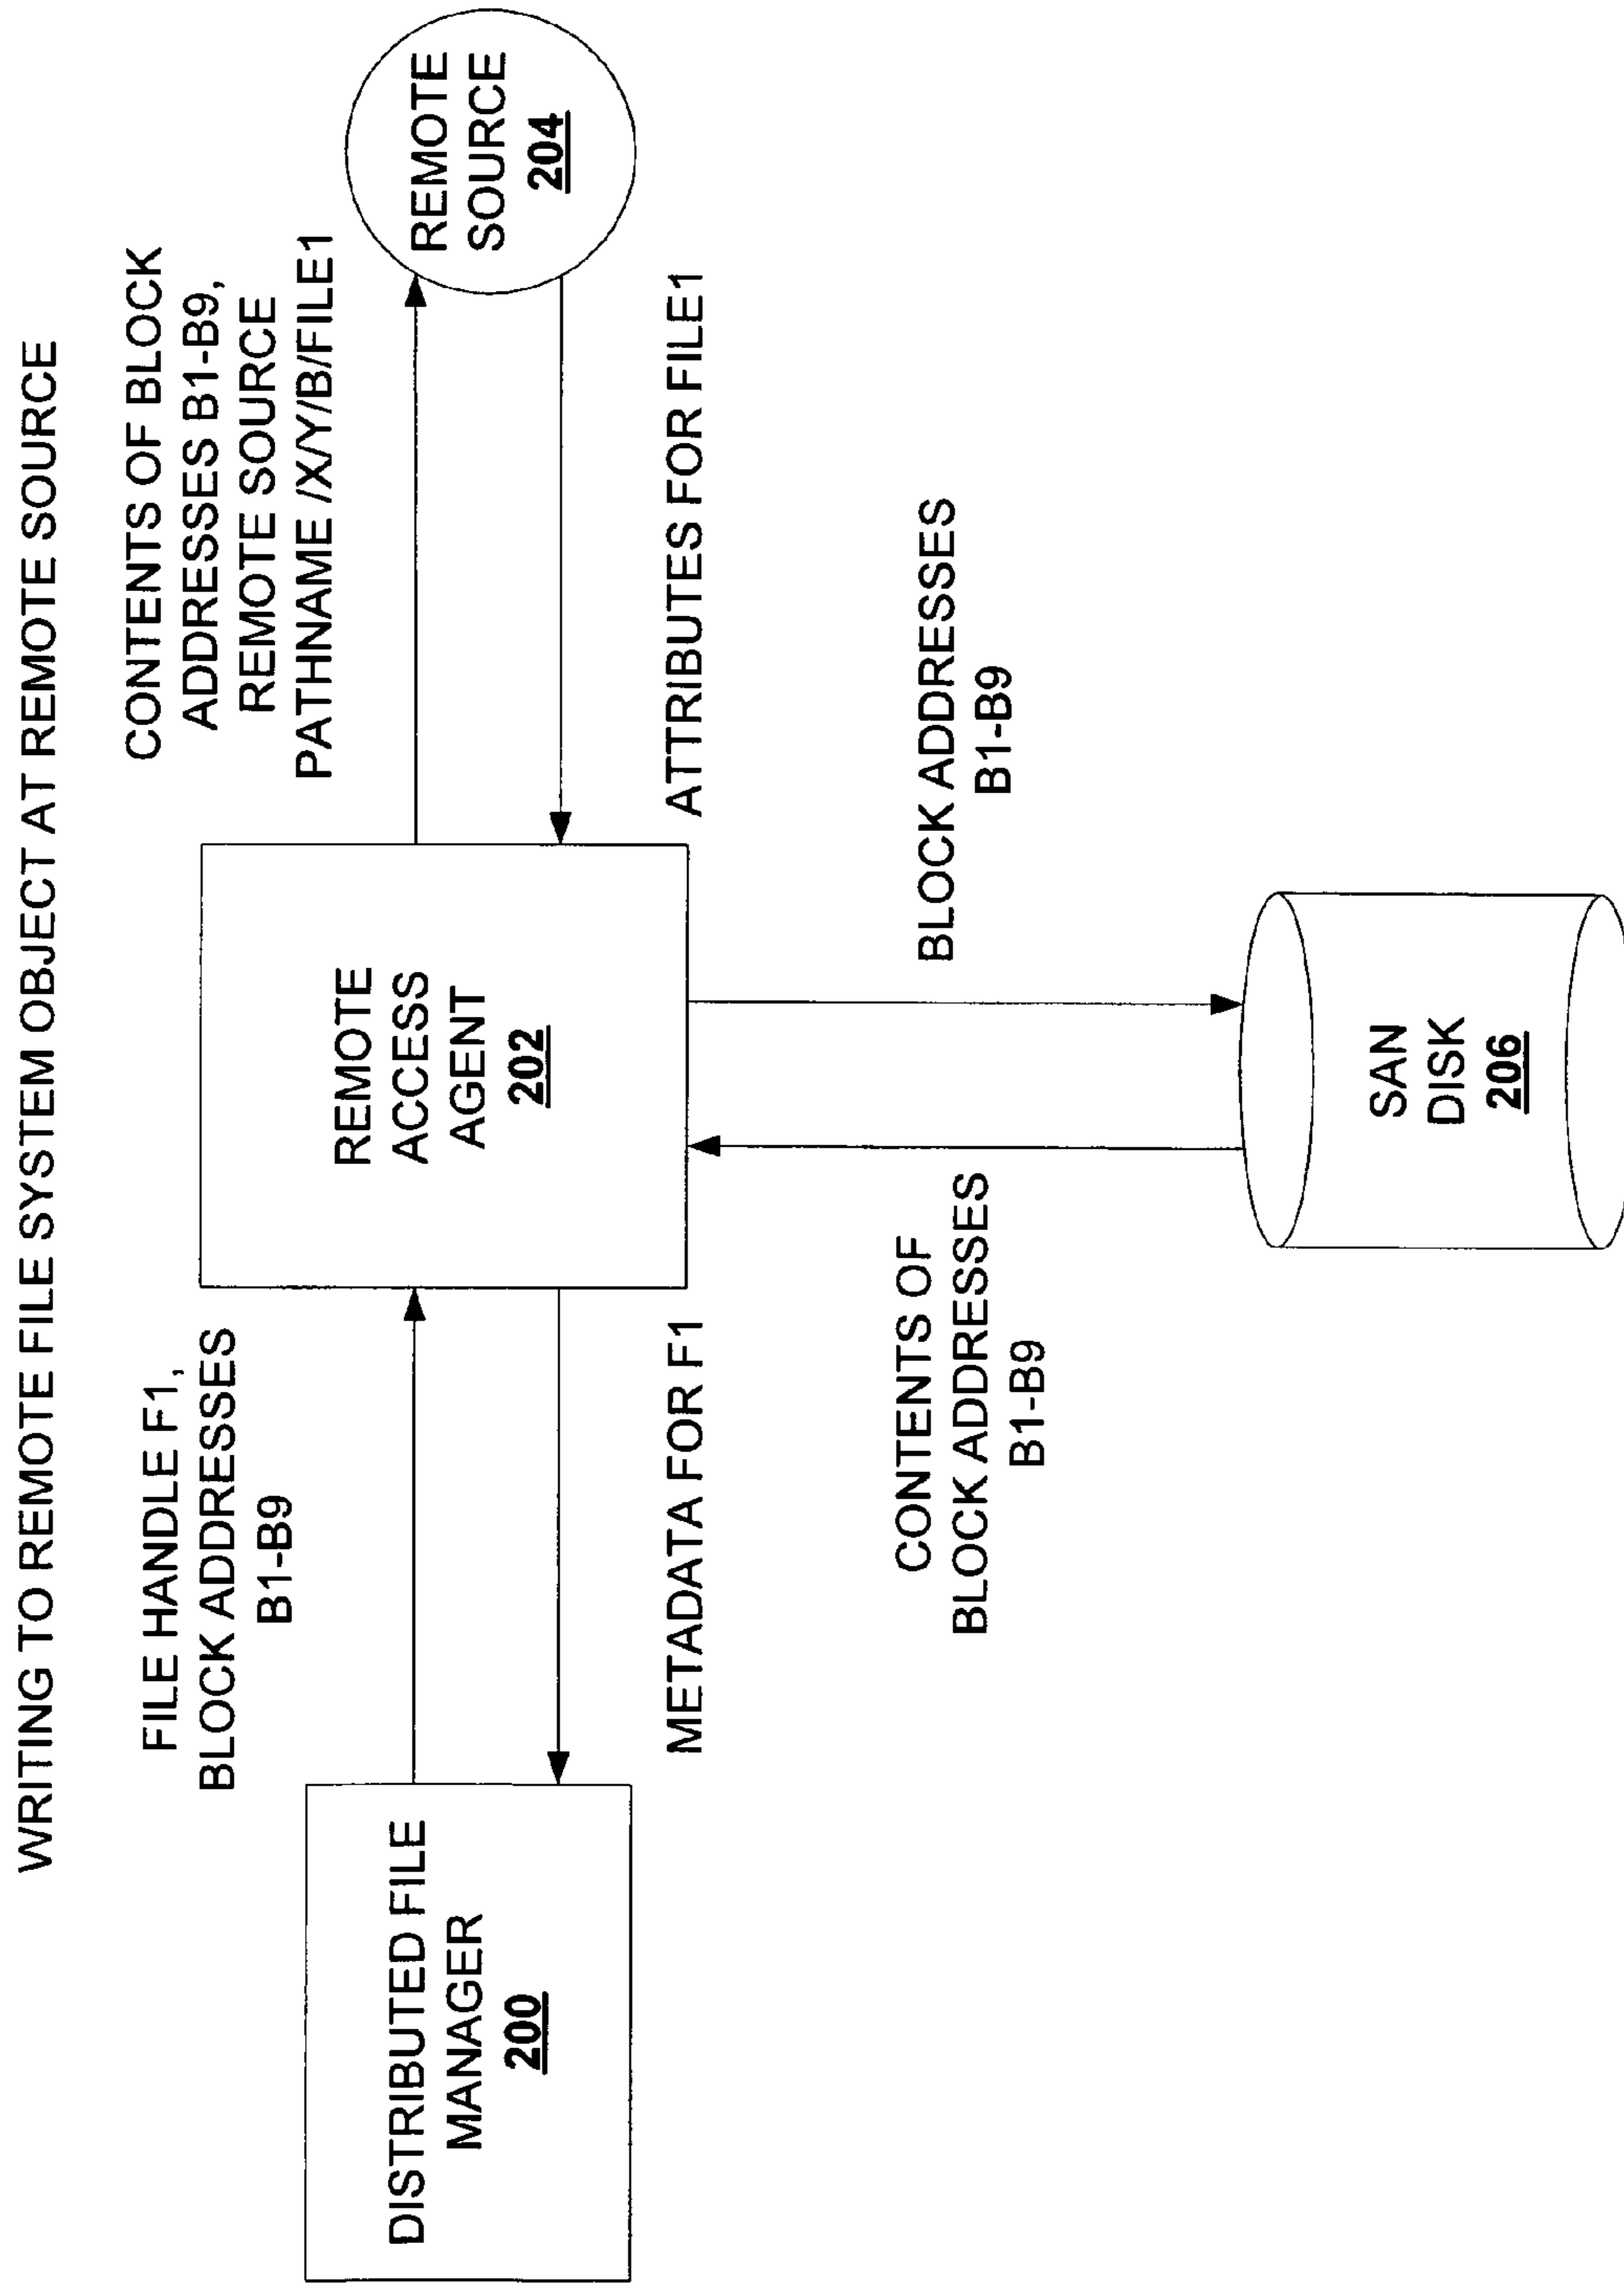 WRITING TO REMOTE FILE SYSTEM OBJECT AT REMOTE SOURCE
FILE HANDLE F1,
BLOCK ADDRESSES
B1-B9
CONTENTS OF BLOCK
ADDRESSES B1-B9,
REMOTE SOURCE
PATHNAME /X/Y/B/FILE1
DISTRIBUTED FILE
MANAGER
200
REMOTE
ACCESS
AGENT
202
REMOTE
SOURCE
204
METADATA FOR F1
ATTRIBUTES FOR FILE1
CONTENTS OF
BLOCK ADDRESSES
B1-B9
BLOCK ADDRESSES
B1-B9
SAN
DISK
206